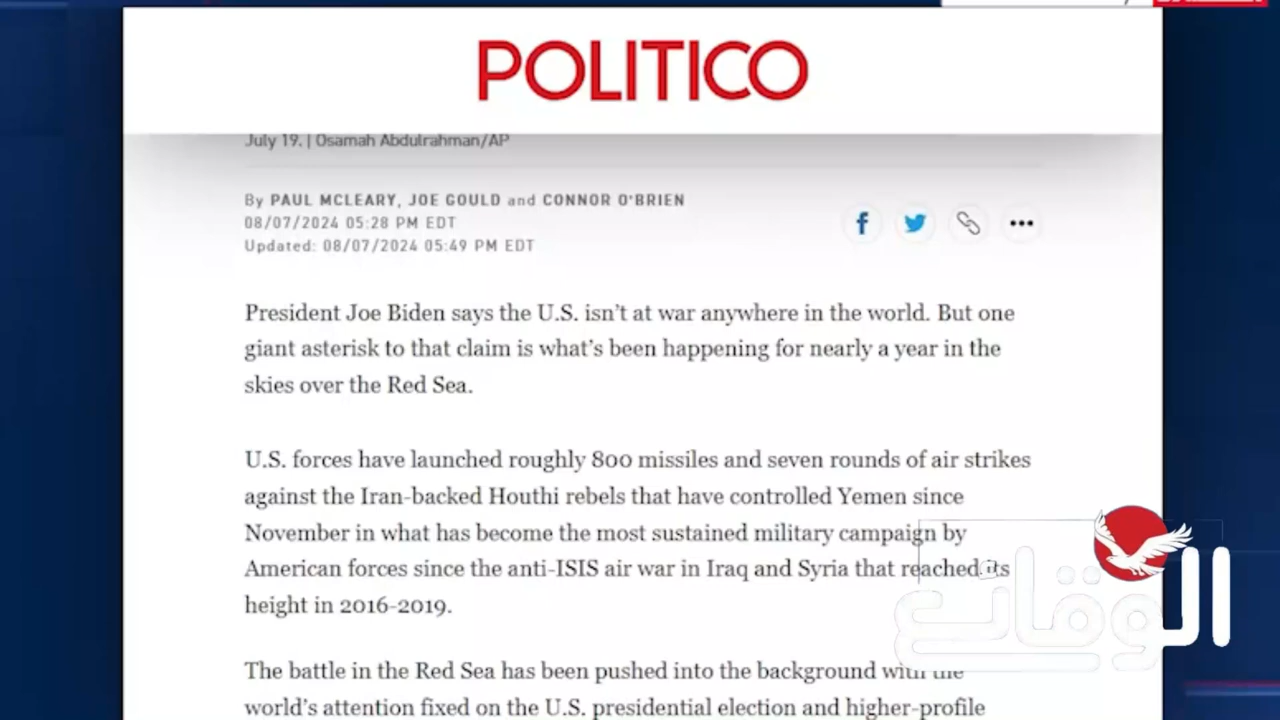 POLITICO
July 19. | Osamah Abdulrahman/AP
By PAUL MCLEARY, JOE GOULD and CONNOR O'BRIEN
08/07/2024 05:28 PM EDT
Updated: 08/07/2024 05:49 PM EDT
President Joe Biden says the U.S. isn’t at war anywhere in the world. But one
giant asterisk to that claim is what’s been happening for nearly a year in the
skies over the Red Sea.
U.S. forces have launched roughly 800 missiles and seven rounds of air strikes
against the Iran-backed Houthi rebels that have controlled Yemen since
November in what has become the most sustained military campaign by
American forces since the anti-ISIS air war in Iraq and Syria that reached its
height in 2016-2019.
الوقائع
The battle in the Red Sea has been pushed into the background with the
world’s attention fixed on the U.S. presidential election and higher-profile